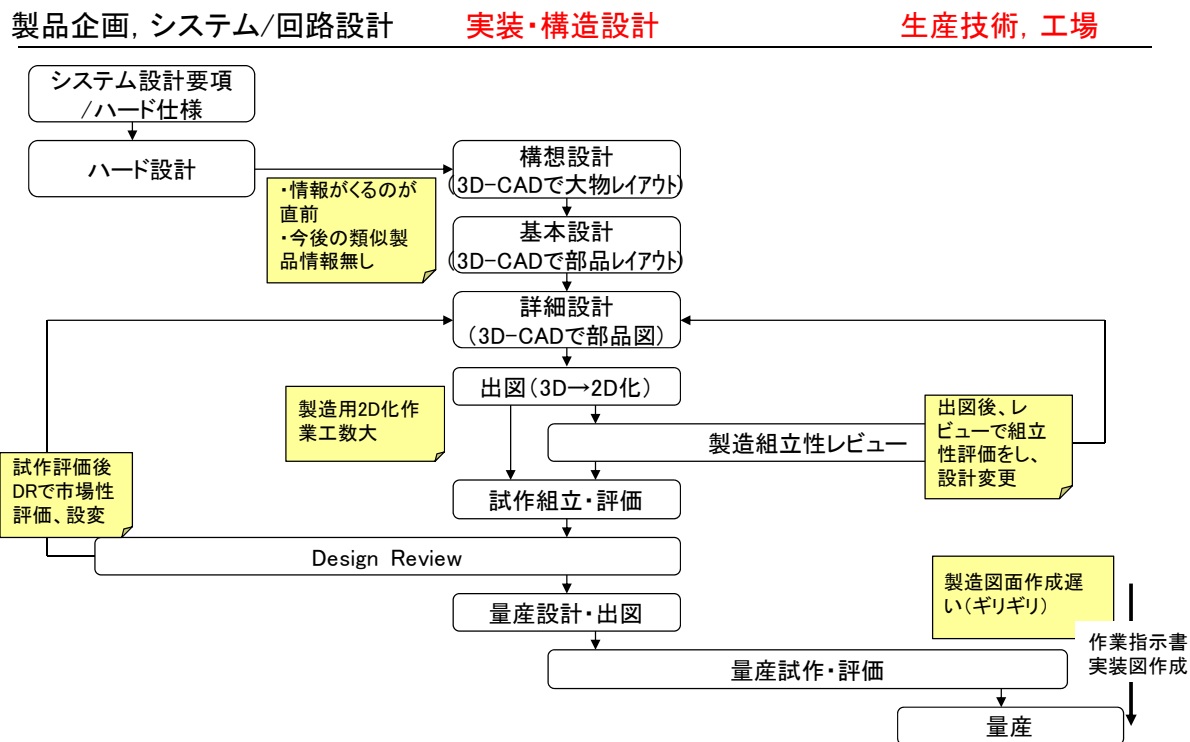 製品企画, システム/回路設計
実装・構造設計
生産技術, 工場
システム設計要項
/ハード仕様
ハード設計
構想設計
(3D-CADで大物レイアウト)
・情報がくるのが
直前
・今後の類似製
品情報無し
基本設計
(3D-CADで部品レイアウト)
詳細設計
(3D-CADで部品図)
出図(3D→2D化)
製造用2D化作
業工数大
製造組立性レビュー
出図後、レ
ビューで組立
性評価をし、
設計変更
試作評価後
DRで市場性
評価、設変
試作組立・評価
Design Review
製造図面作成遅
い(ギリギリ)
量産設計・出図
作業指示書
実装図作成
量産試作・評価
量産